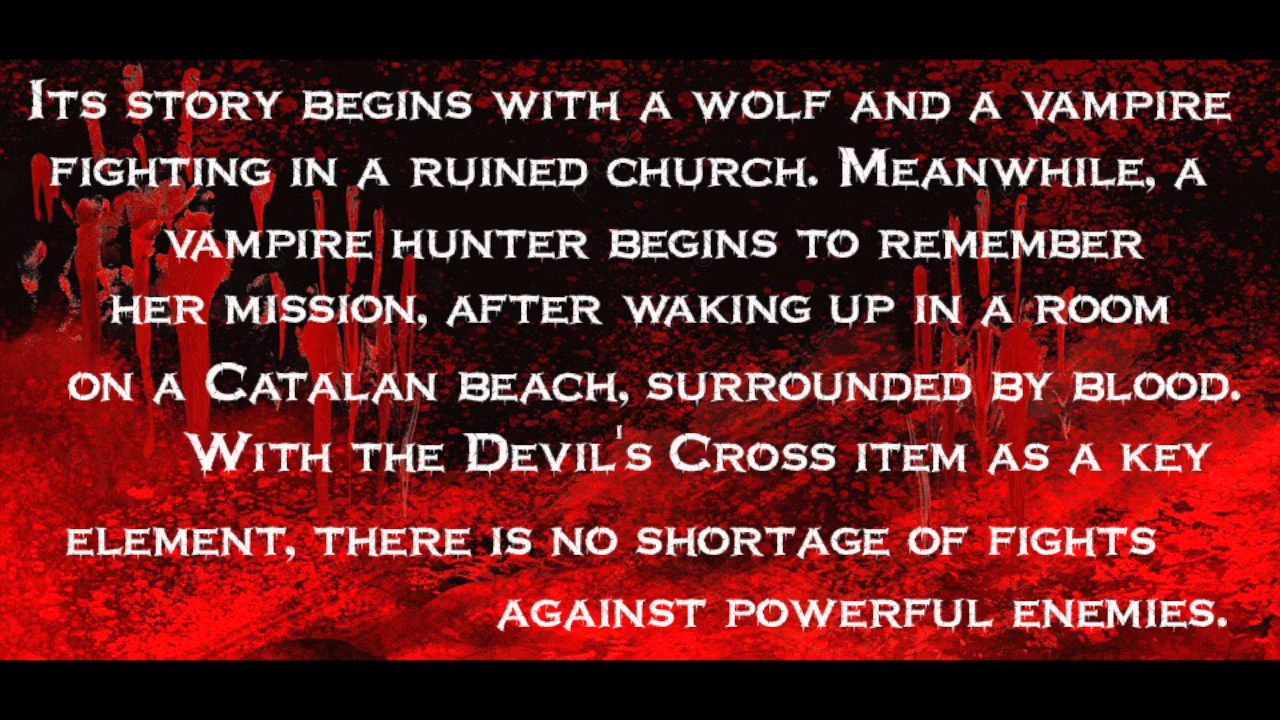 Its story begins with a wolf and a vampire
fighting in a ruined church. Meanwhile, a
vampire hunter begins to remember
her mission, after waking up in a room
on a Catalan beach, surrounded by blood.
With the Devil's Cross item as a key
element, there is no shortage of fights
against powerful enemies.